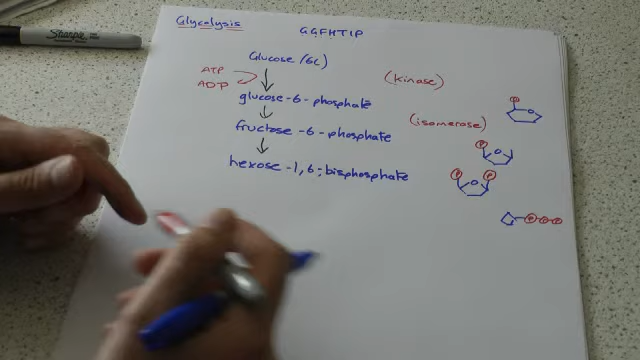 Sharpie
Glycolysis
GGFHTIP
Glucose (6C)
ATP
(kinase)
ADP
glucose-6-phosphate
P
(isomerase)
fructose-6-phosphate
P
hexose-1,6-bisphosphate
P P
P P P